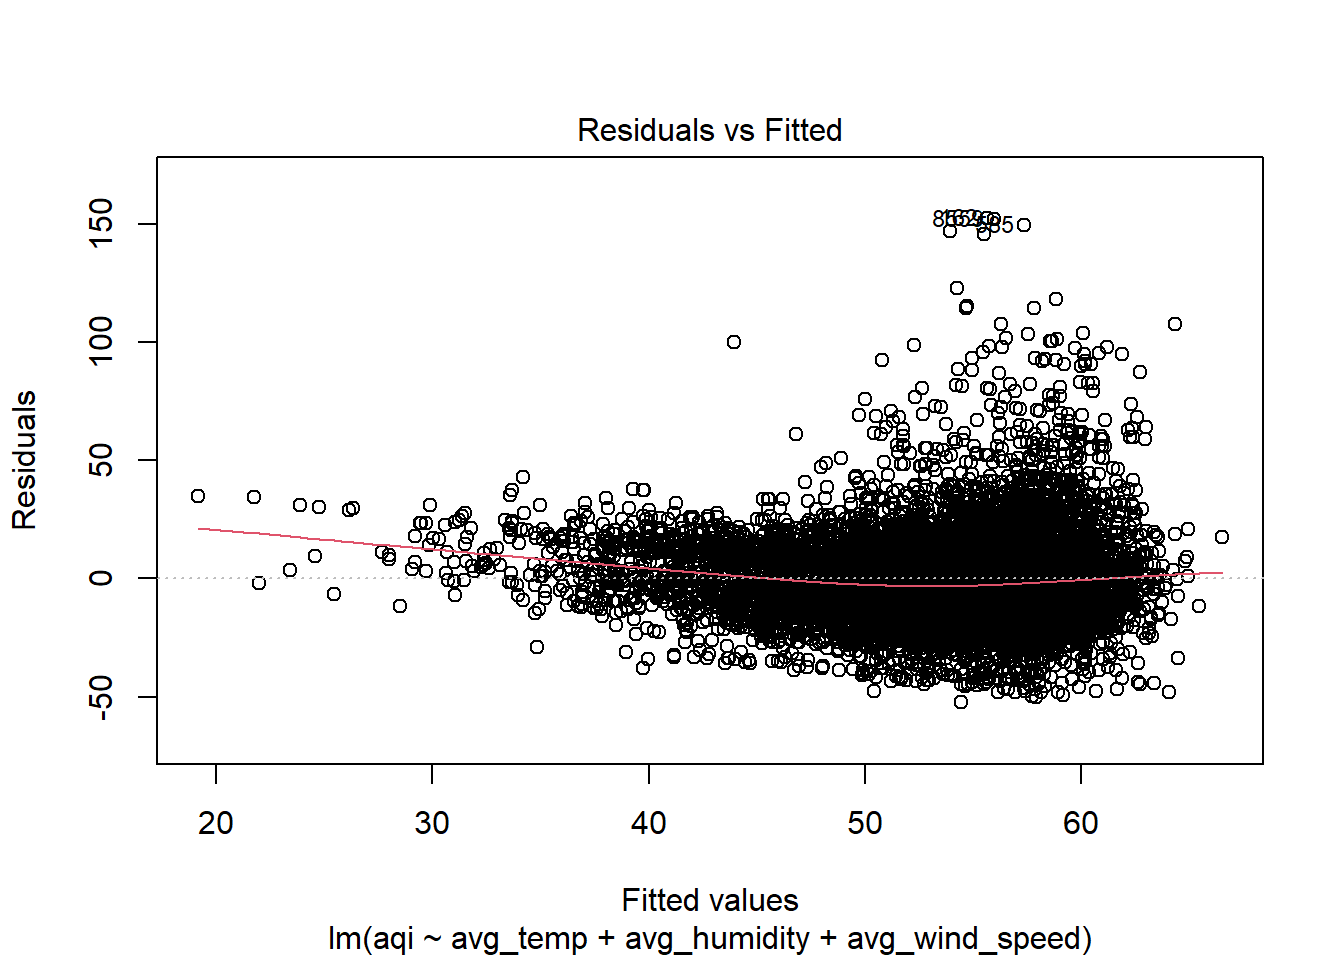 Residuals vs Fitted
Residuals
150
100
50
0
-50
20 30 40 50 60
Fitted values
lm(aqi ~ avg_temp + avg_humidity + avg_wind_speed)